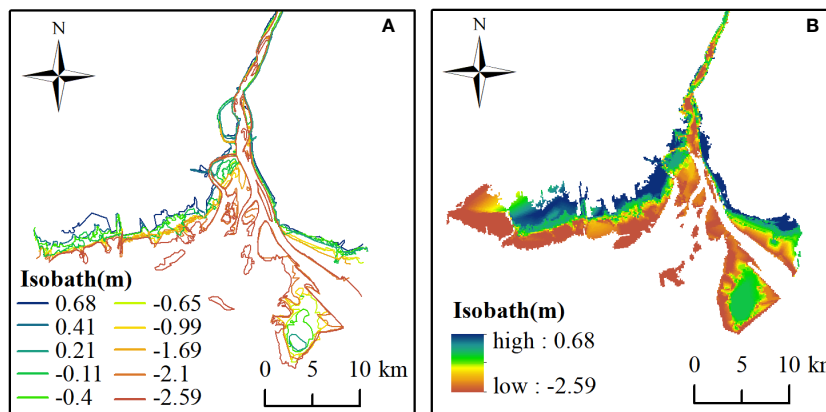 A
N
Isobath(m)
0.68 -0.65
0.41 -0.99
0.21 -1.69
-0.11 -2.1
-0.4 -2.59
0 5 10 km
B
N
Isobath(m)
high : 0.68
low : -2.59
0 5 10 km